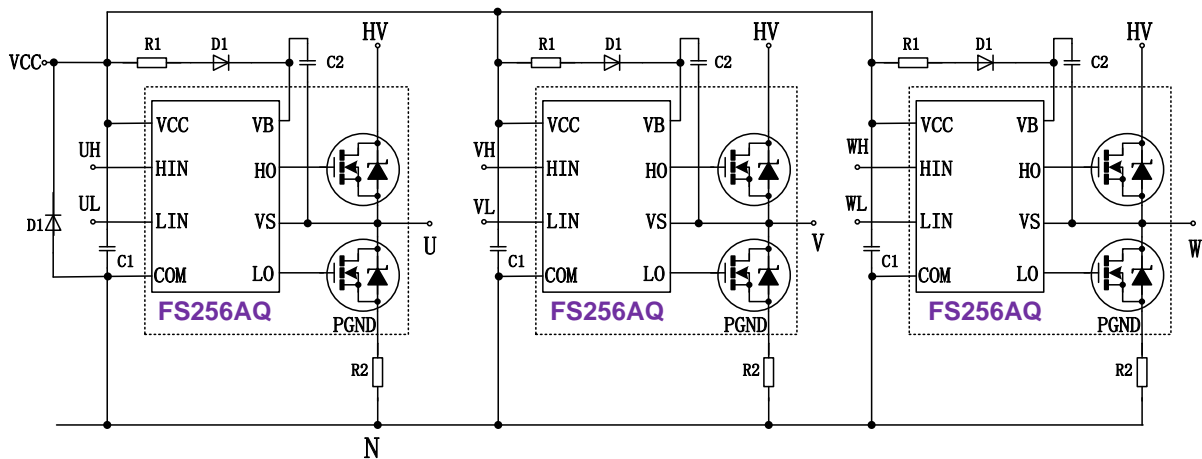 HV HV HV
R1 D1 R1 D1 R1 D1
VCC C2 C2 C2
VCC VB VCC VB VCC VB
UH VH WH
HIN HO HIN HO HIN HO
UL VL WL
D1 LIN VS LIN VS LIN VS
U V W
C1 C1 C1
COM LO COM LO COM LO
FS256AQ FS256AQ FS256AQ
PGND PGND PGND
R2 R2 R2
N